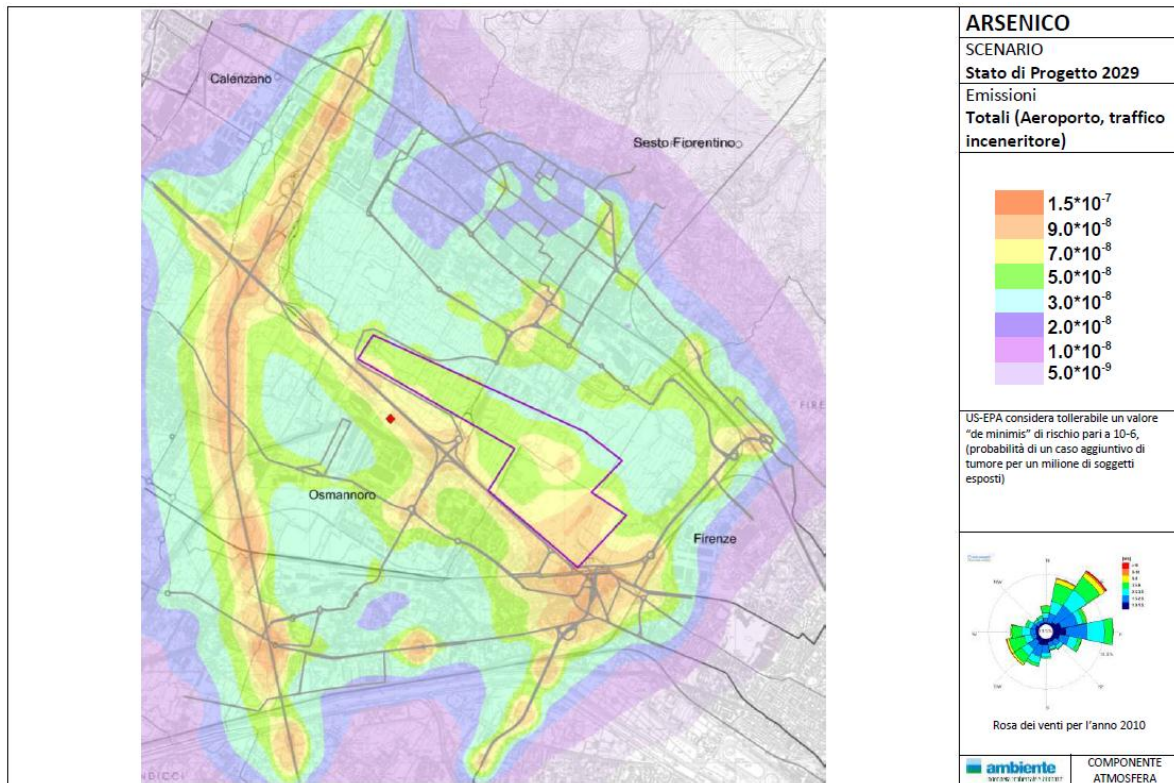 Calenzano
Sesto Fiorentino
Osmannoro
Firenze
FIRE
NDICCI
ARSENICO
SCENARIO
Stato di Progetto 2029
Emissioni
Totali (Aeroporto, traffico
inceneritore)
1.5*10-7
9.0*10-8
7.0*10-8
5.0*10-8
3.0*10-8
2.0*10-8
1.0*10-8
5.0*10-9
US-EPA considera tollerabile un valore
"de minimis" di rischio pari a 10-6,
(probabilità di un caso aggiuntivo di
tumore per un milione di soggetti
esposti)
N
Rosa dei venti per l'anno 2010
ambiente
COMPONENTE
ATMOSFERA